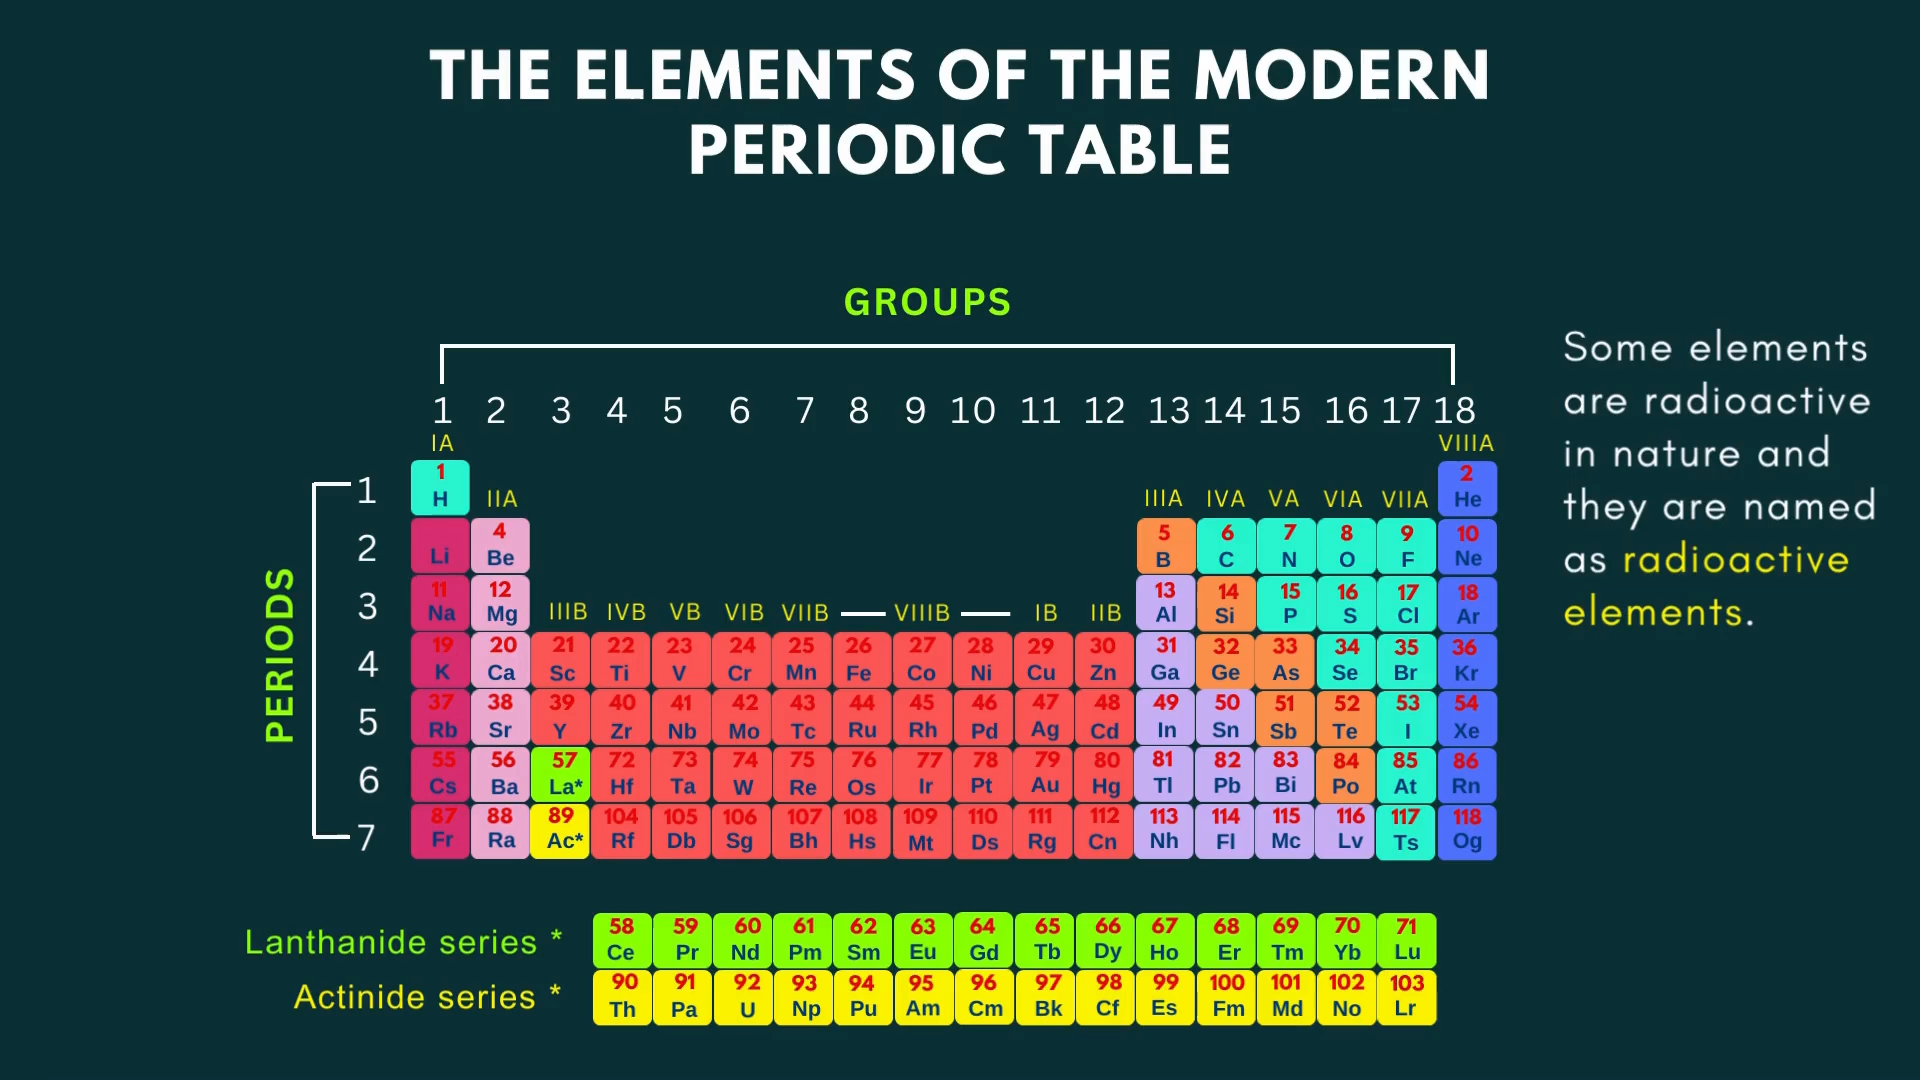 THE ELEMENTS OF THE MODERN
PERIODIC TABLE
GROUPS
1 2 3 4 5 6 7 8 9 10 11 12 13 14 15 16 17 18
IA VIIIA
PERIODS
1 1 2
H IIA IIIA IVA VA VIA VIIA He
2 4 5 6 7 8 9 10
Li Be B C N O F Ne
3 11 12 13 14 15 16 17 18
Na Mg IIIB IVB VB VIB VIIB VIIIB IB IIB Al Si P S Cl Ar
4 19 20 21 22 23 24 25 26 27 28 29 30 31 32 33 34 35 36
K Ca Sc Ti V Cr Mn Fe Co Ni Cu Zn Ga Ge As Se Br Kr
5 37 38 39 40 41 42 43 44 45 46 47 48 49 50 51 52 53 54
Rb Sr Y Zr Nb Mo Tc Ru Rh Pd Ag Cd In Sn Sb Te I Xe
6 55 56 57 72 73 74 75 76 77 78 79 80 81 82 83 84 85 86
Cs Ba La* Hf Ta W Re Os Ir Pt Au Hg Tl Pb Bi Po At Rn
7 87 88 89 104 105 106 107 108 109 110 111 112 113 114 115 116 117 118
Fr Ra Ac* Rf Db Sg Bh Hs Mt Ds Rg Cn Nh Fl Mc Lv Ts Og
Lanthanide series * 58 59 60 61 62 63 64 65 66 67 68 69 70 71
Ce Pr Nd Pm Sm Eu Gd Tb Dy Ho Er Tm Yb Lu
Actinide series * 90 91 92 93 94 95 96 97 98 99 100 101 102 103
Th Pa U Np Pu Am Cm Bk Cf Es Fm Md No Lr
Some elements
are radioactive
in nature and
they are named
as radioactive
elements.